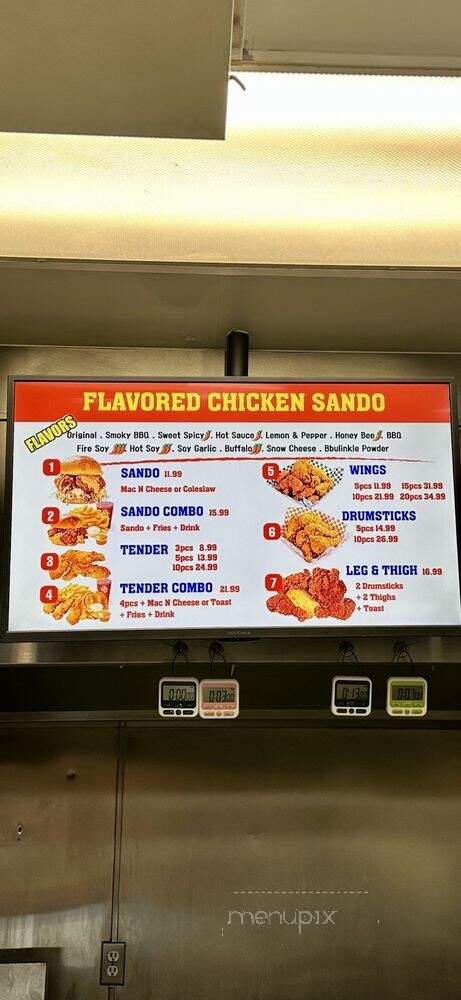 FLAVORED CHICKEN SANDO
FLAVORS
Original . Smoky BBQ . Sweet Spicy . Hot Sauce . Lemon & Pepper . Honey Bee . BBQ
Fire Soy . Hot Soy . Soy Garlic . Buffalo . Snow Cheese . Bbulinkle Powder
1
SANDO 11.99
Mac N Cheese or Coleslaw
2
SANDO COMBO 15.99
Sando + Fries + Drink
3
TENDER 3pcs 8.99
5pcs 13.99
10pcs 24.99
4
TENDER COMBO 21.99
4pcs + Mac N Cheese or Toast
+ Fries + Drink
5
WINGS
5pcs 11.99 15pcs 31.99
10pcs 21.99 20pcs 34.99
6
DRUMSTICKS
5pcs 14.99
10pcs 26.99
7
LEG & THIGH 16.99
2 Drumsticks
+ 2 Thighs
+ Toast
INSIGNIA
menupix